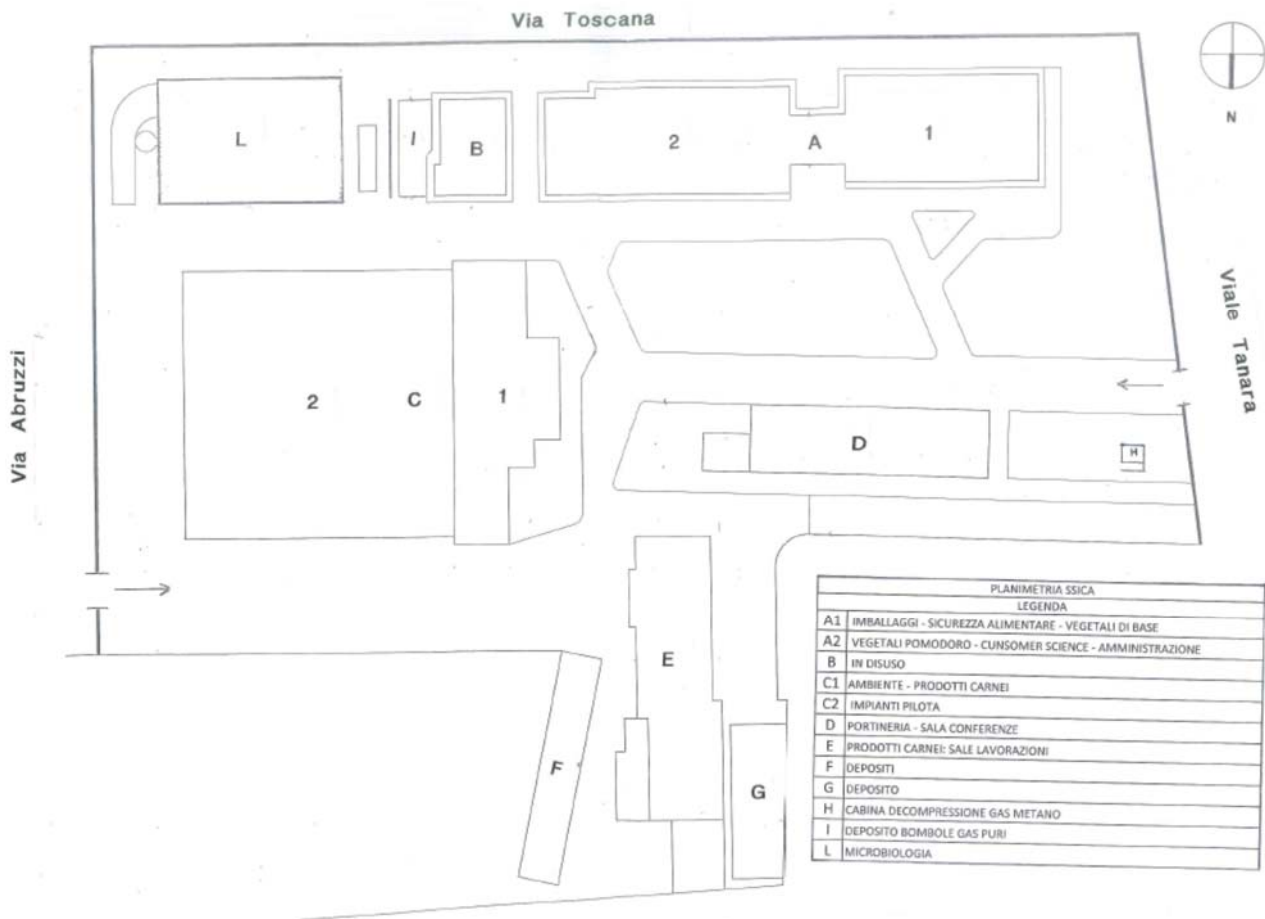 Via Toscana
N
L
I
B
2
A
1
Viale Tanara
Via Abruzzi
2
C
1
D
H
E
F
G
PLANIMETRIA SSICA
LEGENDA
A1 IMBALLAGGI - SICUREZZA ALIMENTARE - VEGETALI DI BASE
A2 VEGETALI POMODORO - CUNSOMER SCIENCE - AMMINISTRAZIONE
B IN DISUSO
C1 AMBIENTE - PRODOTTI CARNEI
C2 IMPIANTI PILOTA
D PORTINERIA - SALA CONFERENZE
E PRODOTTI CARNEI: SALE LAVORAZIONI
F DEPOSITI
G DEPOSITO
H CABINA DECOMPRESSIONE GAS METANO
I DEPOSITO BOMBOLE GAS PURI
L MICROBIOLOGIA